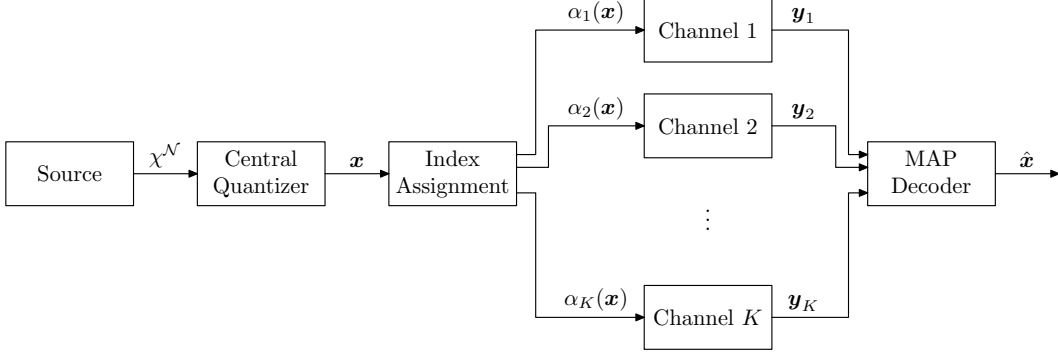 Source
χ^𝒩
Central
Quantizer
x
Index
Assignment
α₁(x)
Channel 1
y₁
α₂(x)
Channel 2
y₂
⋮
α_K(x)
Channel K
y_K
MAP
Decoder
x̂